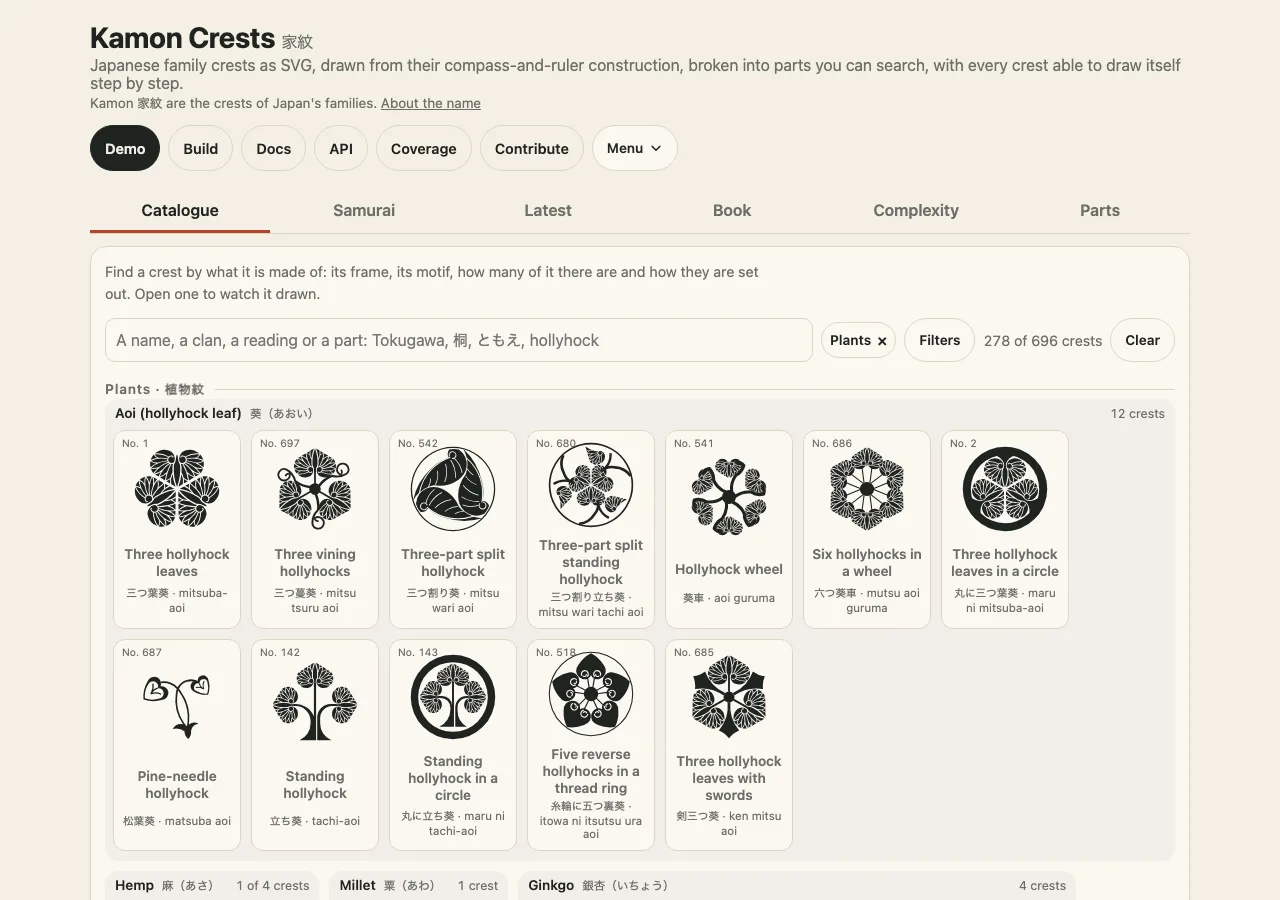 Kamon Crests 家紋
Japanese family crests as SVG, drawn from their compass-and-ruler construction, broken into parts you can search, with every crest able to draw itself
step by step.
Kamon 家紋 are the crests of Japan's families. About the name
Demo Build Docs API Coverage Contribute Menu
Catalogue Samurai Latest Book Complexity Parts
Find a crest by what it is made of: its frame, its motif, how many of it there are and how they are set
out. Open one to watch it drawn.
A name, a clan, a reading or a part: Tokugawa, 桐, ともえ, hollyhock Plants × Filters 278 of 696 crests Clear
Plants · 植物紋
Aoi (hollyhock leaf) 葵（あおい） 12 crests
No. 1
Three hollyhock
leaves
三つ葉葵 · mitsuba-
aoi
No. 697
Three vining
hollyhocks
三つ蔓葵 · mitsu
tsuru aoi
No. 542
Three-part split
hollyhock
三つ割り葵 · mitsu
wari aoi
No. 680
Three-part split
standing
hollyhock
三つ割り立ち葵 ·
mitsu wari tachi aoi
No. 541
Hollyhock wheel
葵車 · aoi guruma
No. 686
Six hollyhocks in
a wheel
六つ葵車 · mutsu aoi
guruma
No. 2
Three hollyhock
leaves in a circle
丸に三つ葉葵 · maru
ni mitsuba-aoi
No. 687
Pine-needle
hollyhock
松葉葵 · matsuba aoi
No. 142
Standing
hollyhock
立ち葵 · tachi-aoi
No. 143
Standing
hollyhock in a
circle
丸に立ち葵 · maru ni
tachi-aoi
No. 518
Five reverse
hollyhocks in a
thread ring
糸輪に五つ裏葵 ·
itowa ni itsutsu ura
aoi
No. 685
Three hollyhock
leaves with
swords
剣三つ葵 · ken mitsu
aoi
Hemp 麻（あさ） 1 of 4 crests
Millet 粟（あわ） 1 crest
Ginkgo 銀杏（いちょう） 4 crests